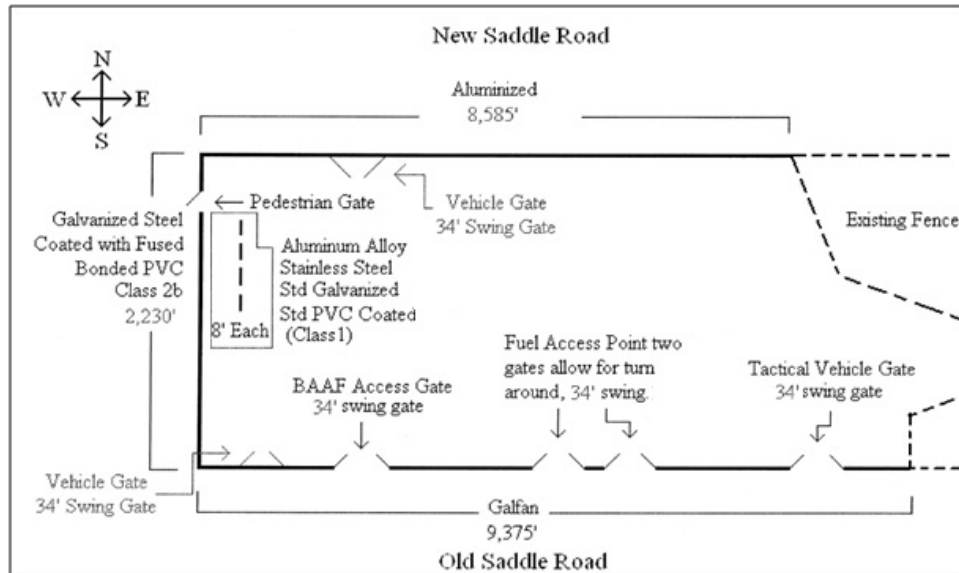 New Saddle Road
N
W
E
S
Aluminized
8,585'
Pedestrian Gate
Vehicle Gate
34' Swing Gate
Existing Fence
Galvanized Steel
Coated with Fused
Bonded PVC
Class 2b
2,230'
Aluminum Alloy
Stainless Steel
Std Galvanized
Std PVC Coated
(Class1)
8' Each
BAAF Access Gate
34' swing gate
Fuel Access Point two
gates allow for turn
around, 34' swing.
Tactical Vehicle Gate
34' swing gate
Vehicle Gate
34' Swing Gate
Galfan
9,375'
Old Saddle Road